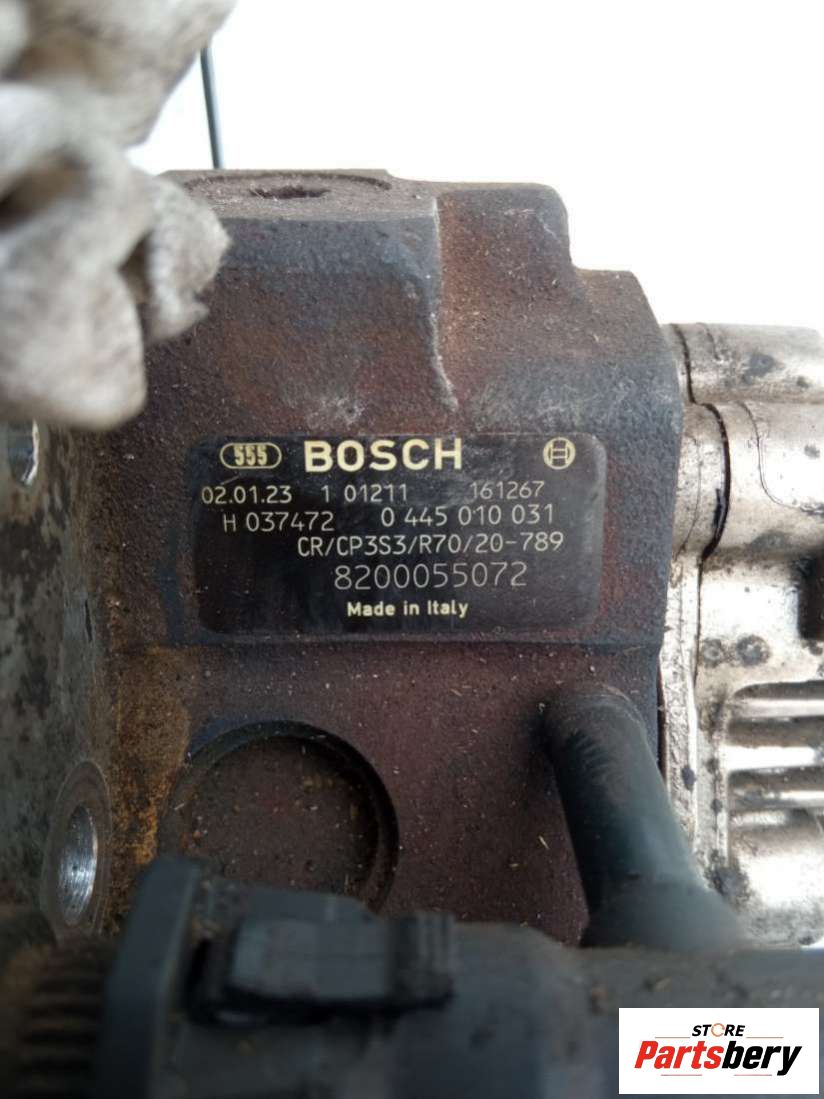 555 BOSCH
02.01.23 1 01211 161267
H 037472 0 445 010 031
CR/CP3S3/R70/20-789
8200055072
Made in Italy
STORE
Partsbery